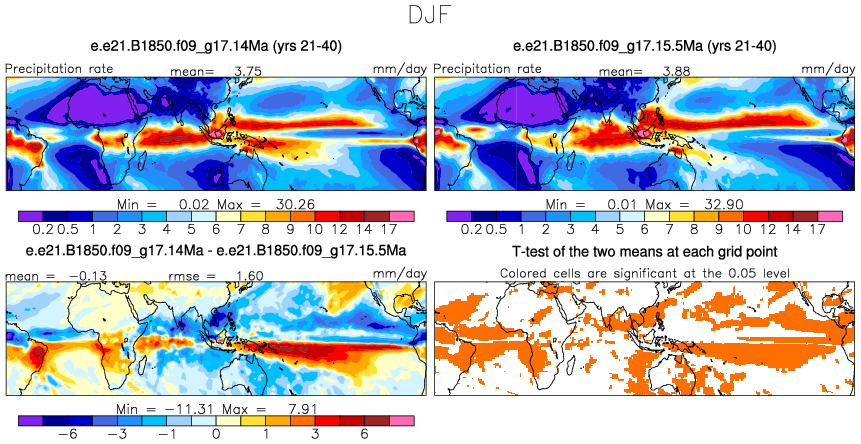 DJF
e.e21.B1850.f09_g17.14Ma (yrs 21-40)
Precipitation rate mean= 3.75 mm/day
Min = 0.02 Max = 30.26
0.2 0.5 1 2 3 4 5 6 7 8 9 10 12 14 17
e.e21.B1850.f09_g17.15.5Ma (yrs 21-40)
Precipitation rate mean= 3.88 mm/day
Min = 0.01 Max = 32.90
0.2 0.5 1 2 3 4 5 6 7 8 9 10 12 14 17
e.e21.B1850.f09_g17.14Ma - e.e21.B1850.f09_g17.15.5Ma
mean = -0.13 rmse = 1.60 mm/day
Min = -11.31 Max = 7.91
-6 -3 -1 0 1 3 6
T-test of the two means at each grid point
Colored cells are significant at the 0.05 level